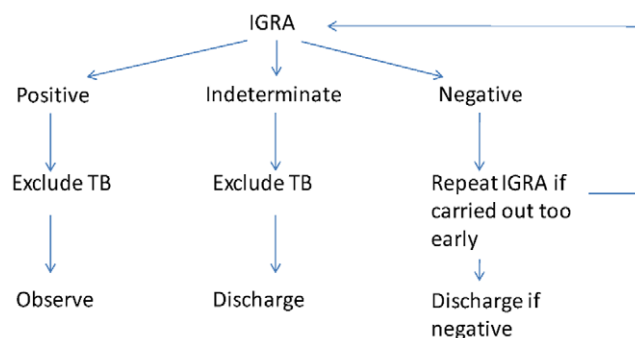 IGRA
Positive
Indeterminate
Negative
Exclude TB
Exclude TB
Repeat IGRA if
carried out too
early
Observe
Discharge
Discharge if
negative